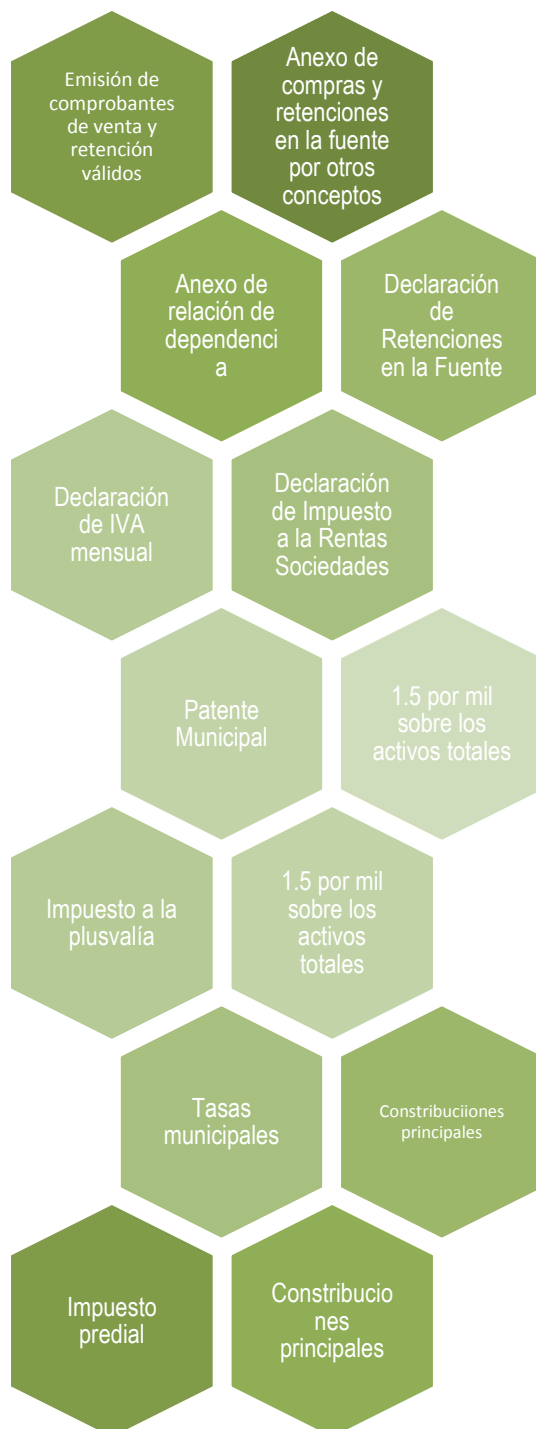 Emisión de
comprobantes
de venta y
retención
válidos
Anexo de
compras y
retenciones
en la fuente
por otros
conceptos
Anexo de
relación de
dependenci
a
Declaración
de
Retenciones
en la Fuente
Declaración
de IVA
mensual
Declaración
de Impuesto
a la Rentas
Sociedades
Patente
Municipal
1.5 por mil
sobre los
activos totales
Impuesto a la
plusvalía
1.5 por mil
sobre los
activos
totales
Tasas
municipales
Constribuciiones
principales
Impuesto
predial
Constribucio
nes
principales